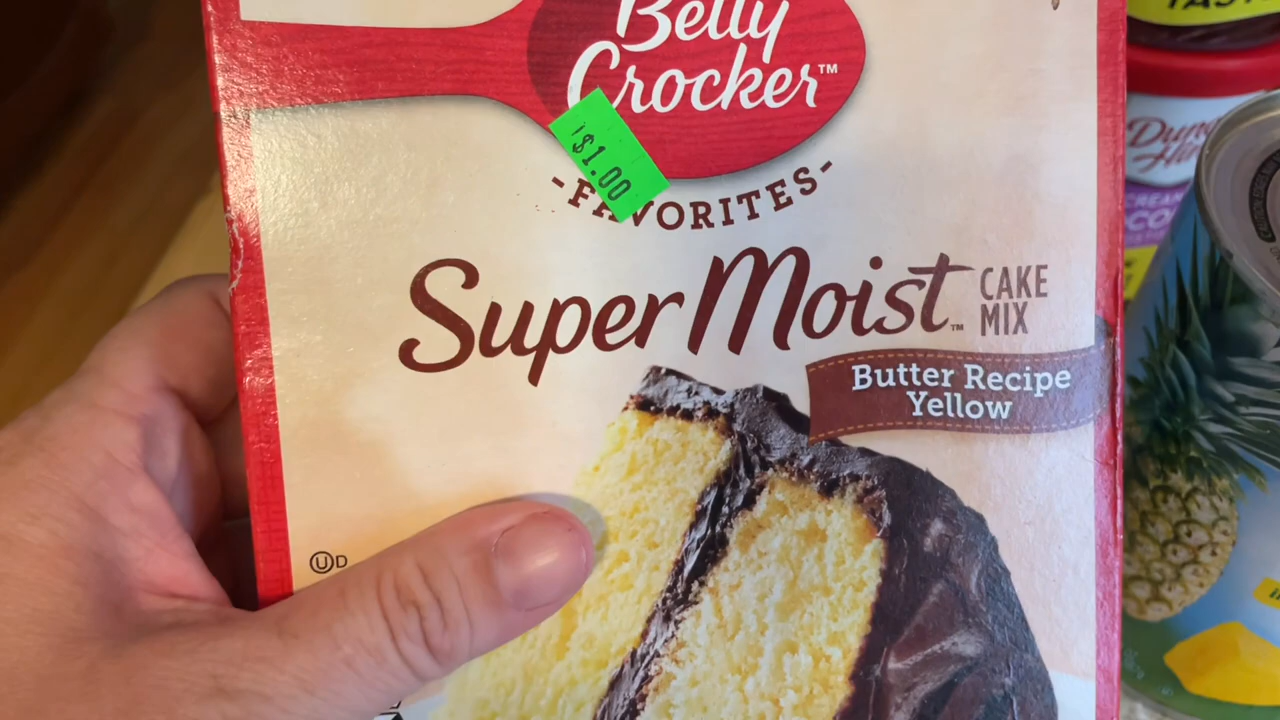 Betty
Crocker™
$1.00
-FAVORITES-
Super Moist™ CAKE
MIX
Butter Recipe
Yellow
U D